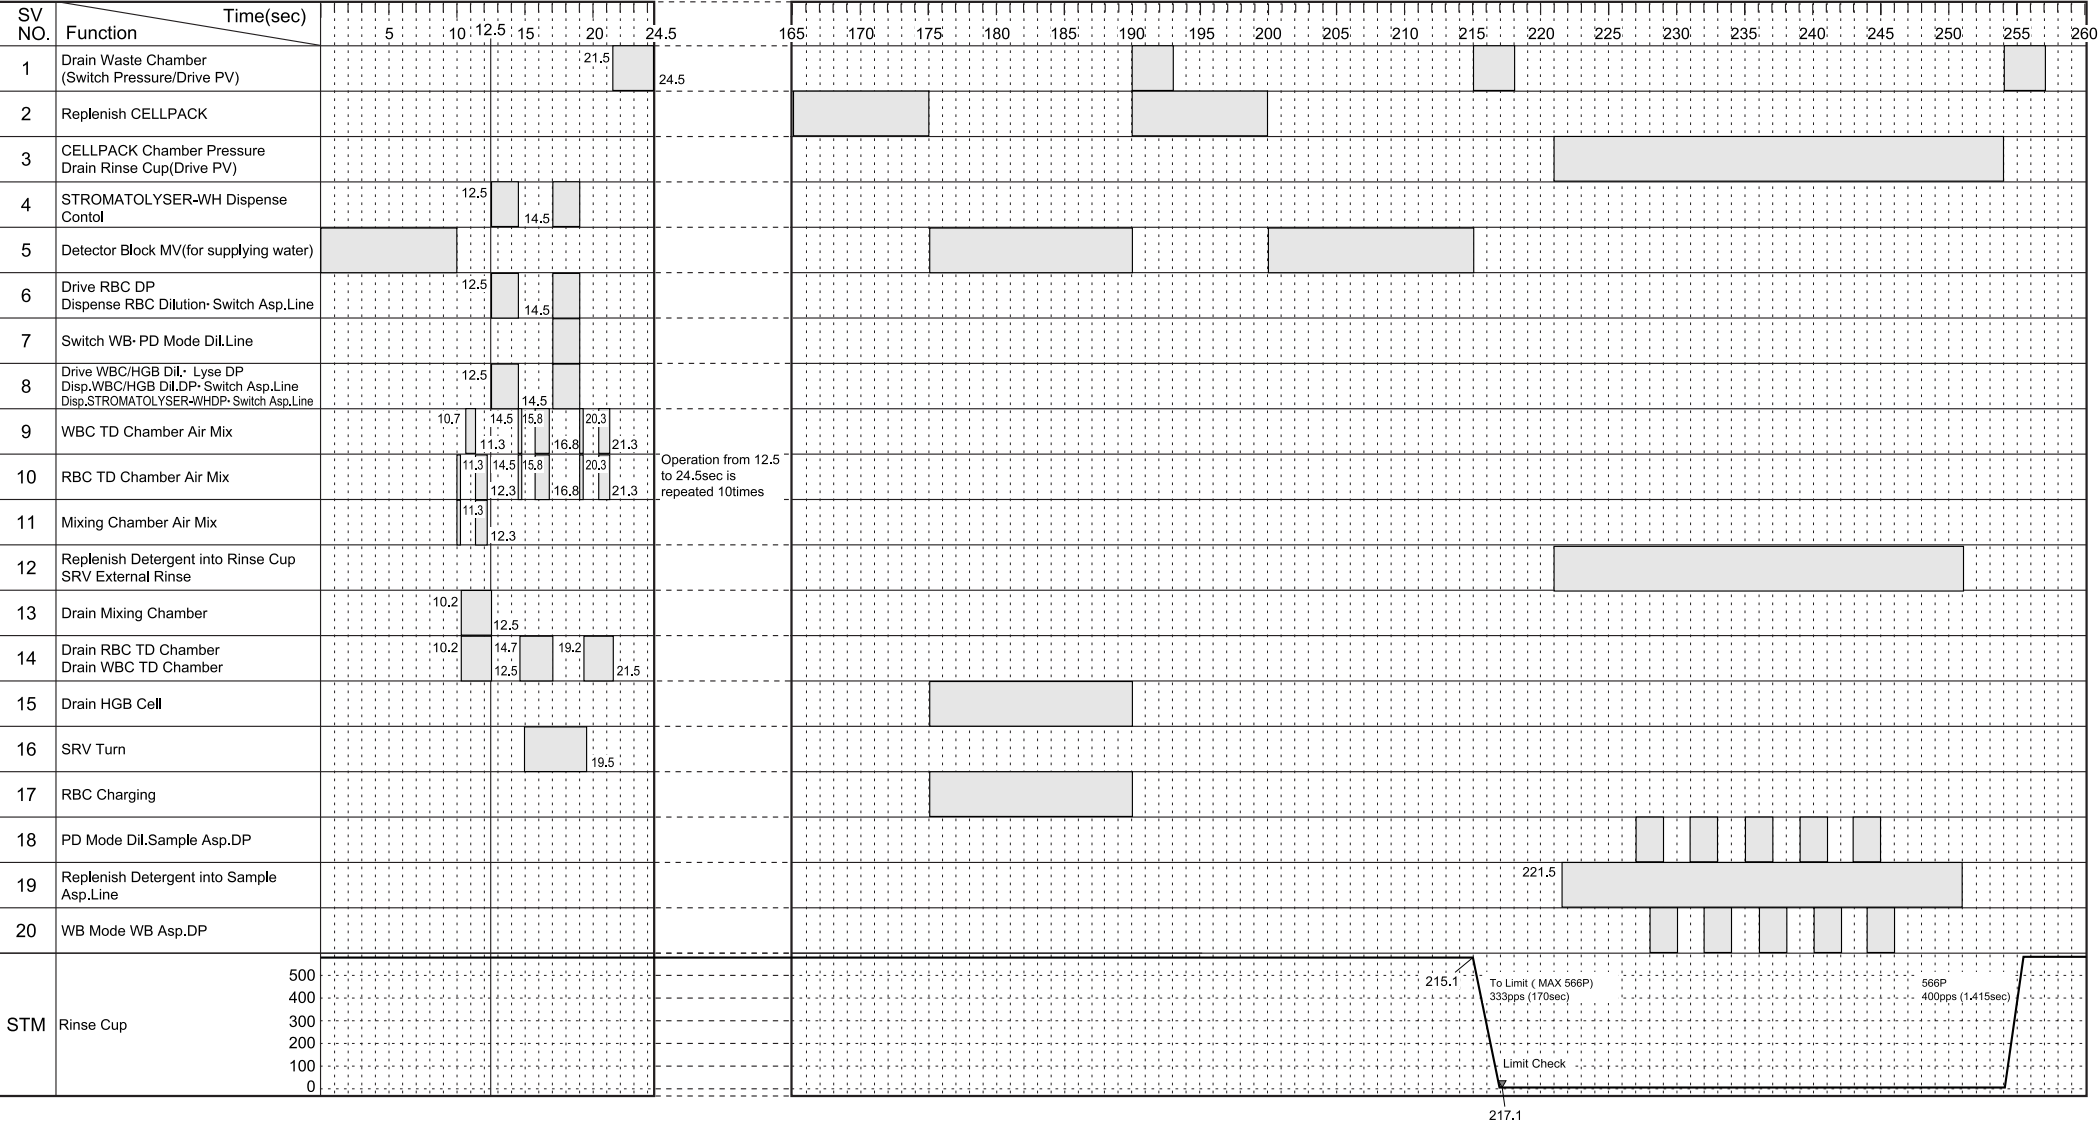 SV
NO.
Time(sec)
Function
5 10 12.5 15 20 24.5 165 170 175 180 185 190 195 200 205 210 215 220 225 230 235 240 245 250 255 260
1 Drain Waste Chamber
(Switch Pressure/Drive PV)
21.5
24.5
2 Replenish CELLPACK
3 CELLPACK Chamber Pressure
Drain Rinse Cup(Drive PV)
4 STROMATOLYSER-WH Dispense
Contol
12.5
14.5
5 Detector Block MV(for supplying water)
6 Drive RBC DP
Dispense RBC Dilution·Switch Asp.Line
12.5
14.5
7 Switch WB·PD Mode Dil.Line
8 Drive WBC/HGB Dil.· Lyse DP
Disp.WBC/HGB Dil.DP·Switch Asp.Line
Disp.STROMATOLYSER-WHDP·Switch Asp.Line
12.5
14.5
9 WBC TD Chamber Air Mix
10.7 14.5 15.8 20.3
11.3 16.8 21.3
10 RBC TD Chamber Air Mix
11.3 14.5 15.8 20.3
12.3 16.8 21.3
Operation from 12.5
to 24.5sec is
repeated 10times
11 Mixing Chamber Air Mix
11.3
12.3
12 Replenish Detergent into Rinse Cup
SRV External Rinse
13 Drain Mixing Chamber
10.2
12.5
14 Drain RBC TD Chamber
Drain WBC TD Chamber
10.2 14.7 19.2
12.5 21.5
15 Drain HGB Cell
16 SRV Turn
19.5
17 RBC Charging
18 PD Mode Dil.Sample Asp.DP
19 Replenish Detergent into Sample
Asp.Line
221.5
20 WB Mode WB Asp.DP
STM Rinse Cup
500
400
300
200
100
0
215.1
To Limit ( MAX 566P)
333pps (170sec)
566P
400pps (1.415sec)
Limit Check
217.1